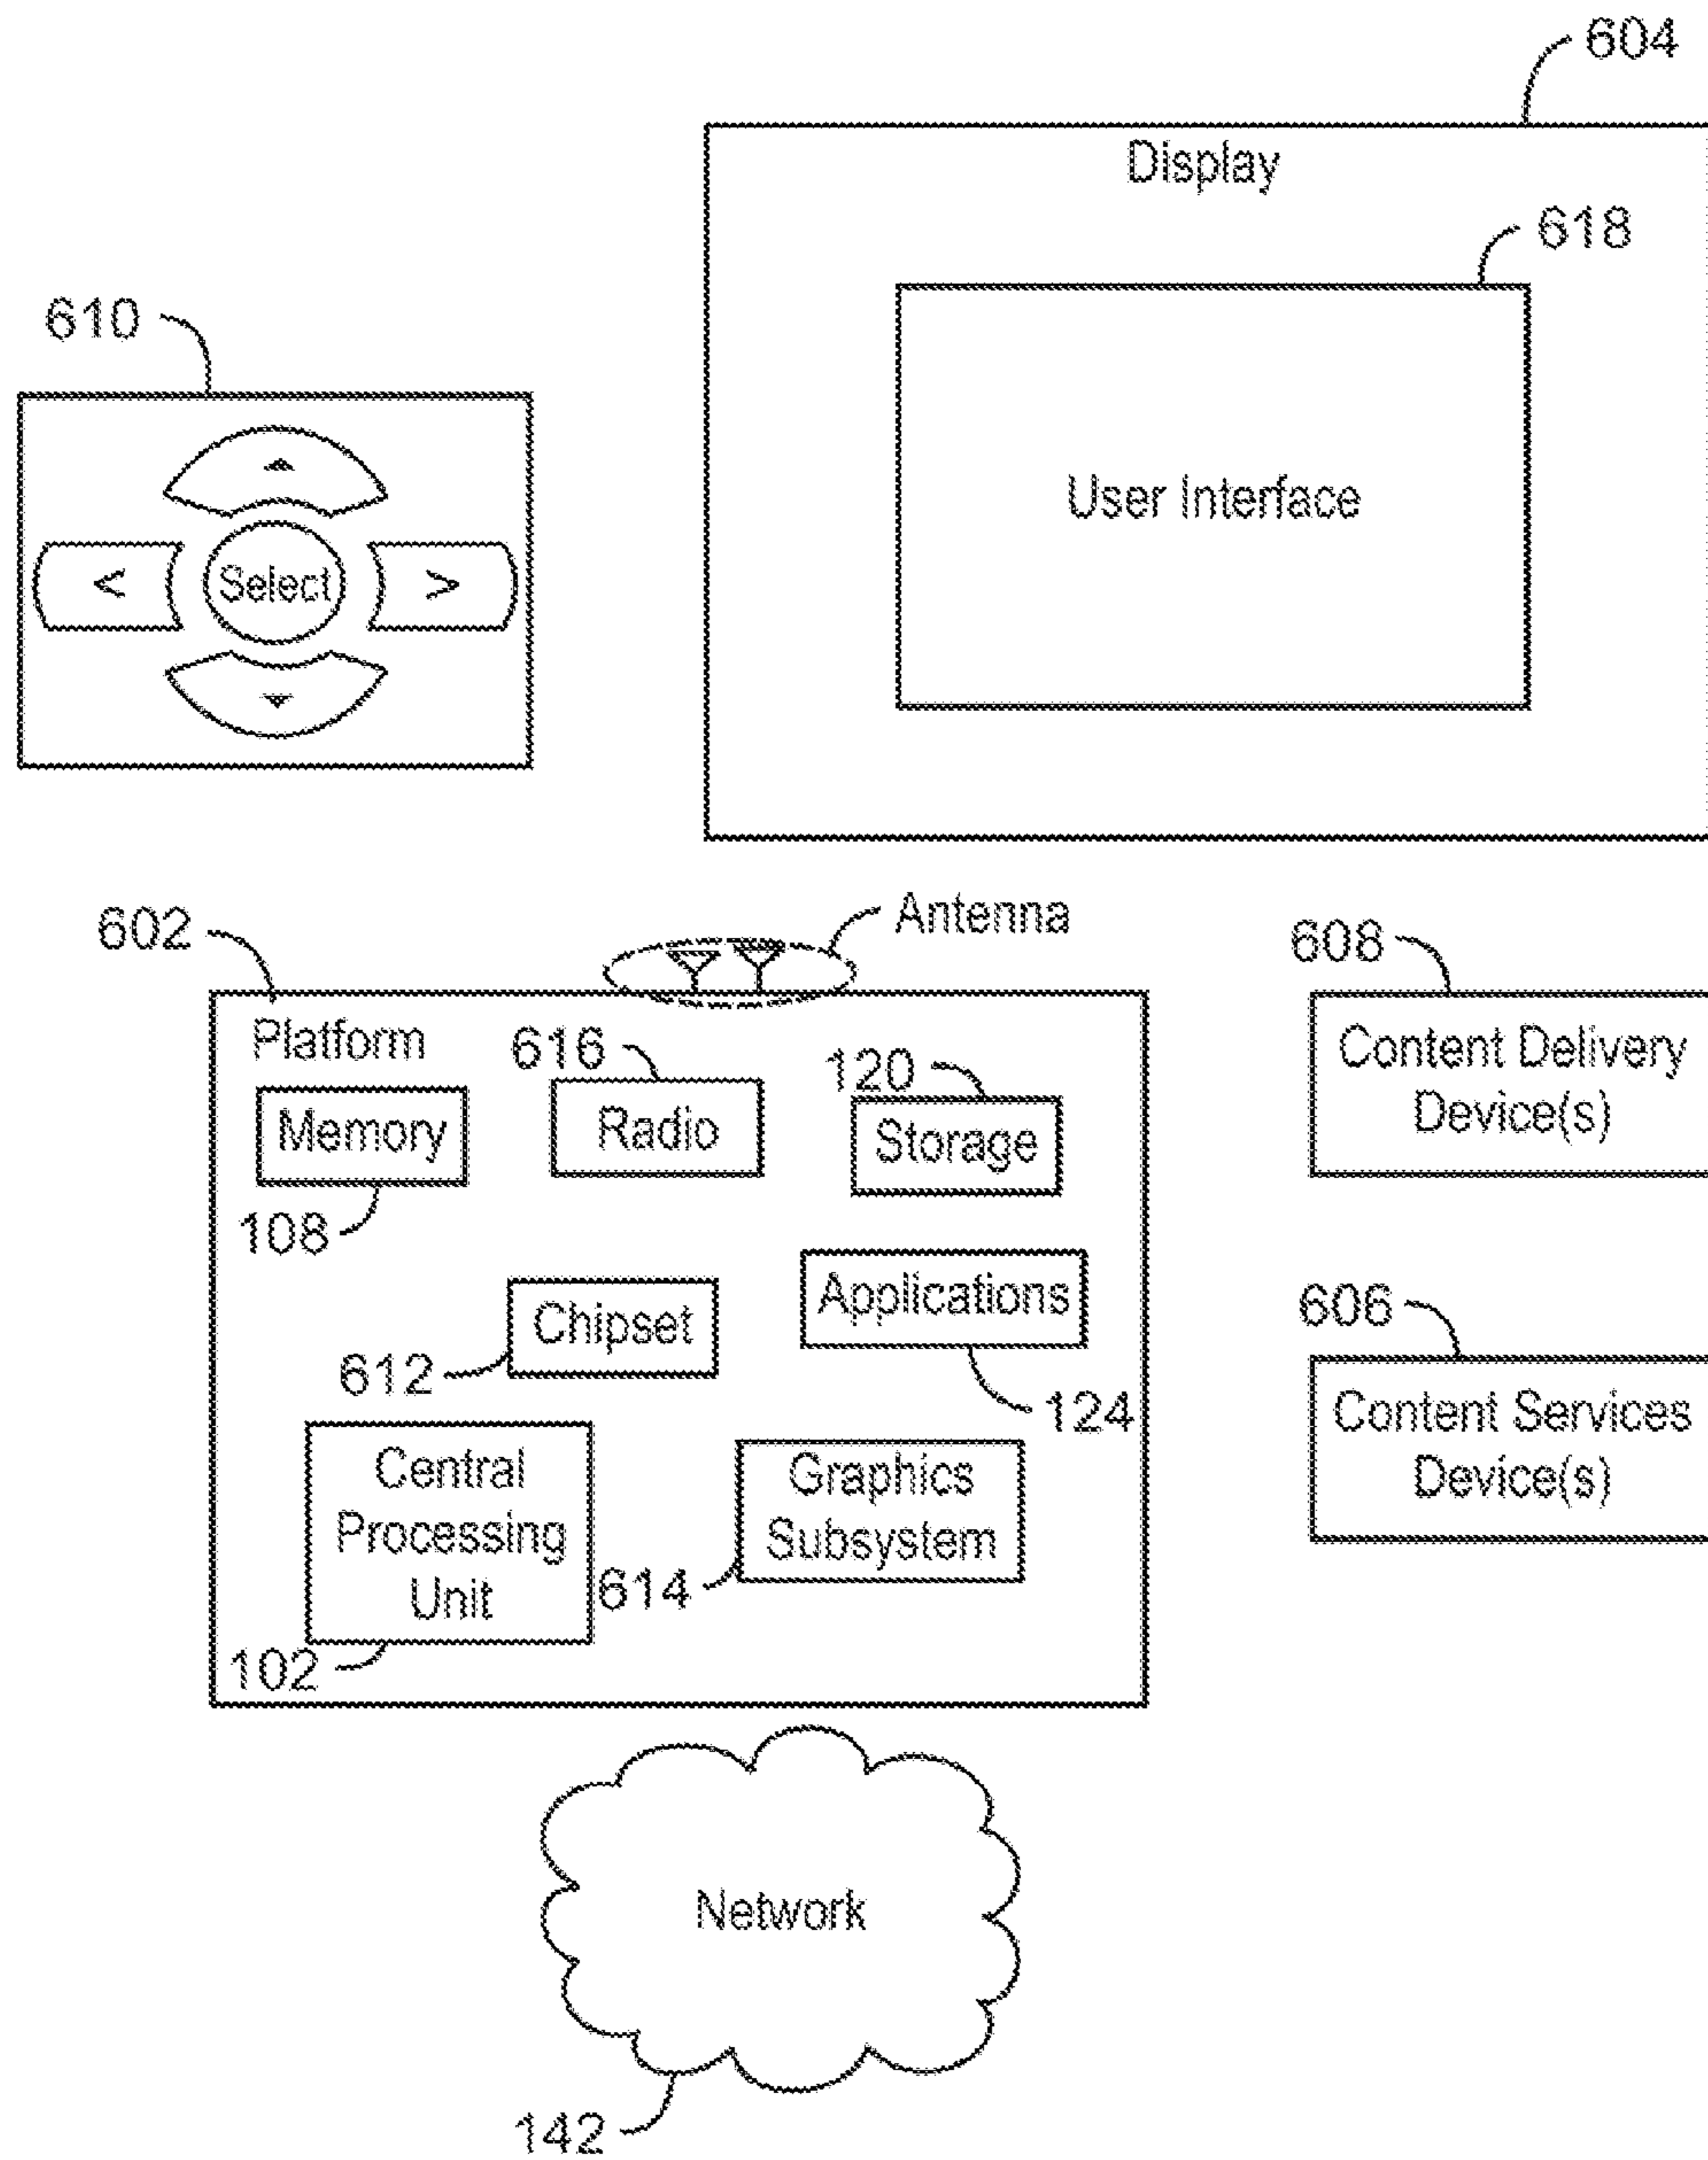 604
Display
618
User Interface
610
<
Select
>
Antenna
602
Platform
616
Radio
120
Storage
Memory
108
Applications
124
Chipset
612
Central
Processing
Unit
102
Graphics
Subsystem
614
608
Content Delivery
Device(s)
606
Content Services
Device(s)
Network
142